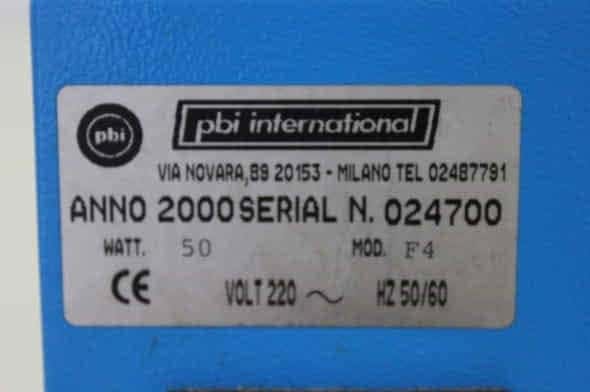 pbi pbi international
VIA NOVARA, 89 20153 - MILANO TEL 02487791
ANNO 2000 SERIAL N. 024700
WATT. 50 MOD. F4
CE VOLT 220 ~ HZ 50/60